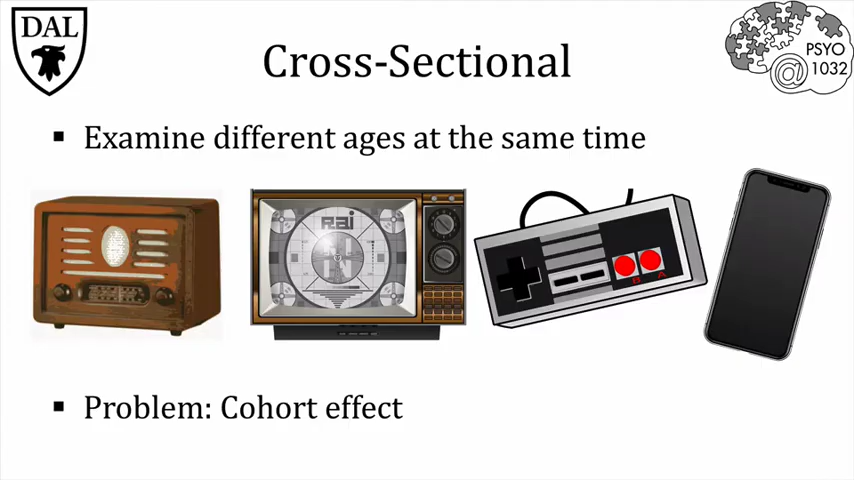 DAL
Cross-Sectional
PSYO
@ 1032
▪ Examine different ages at the same time
RAI
B A
▪ Problem: Cohort effect